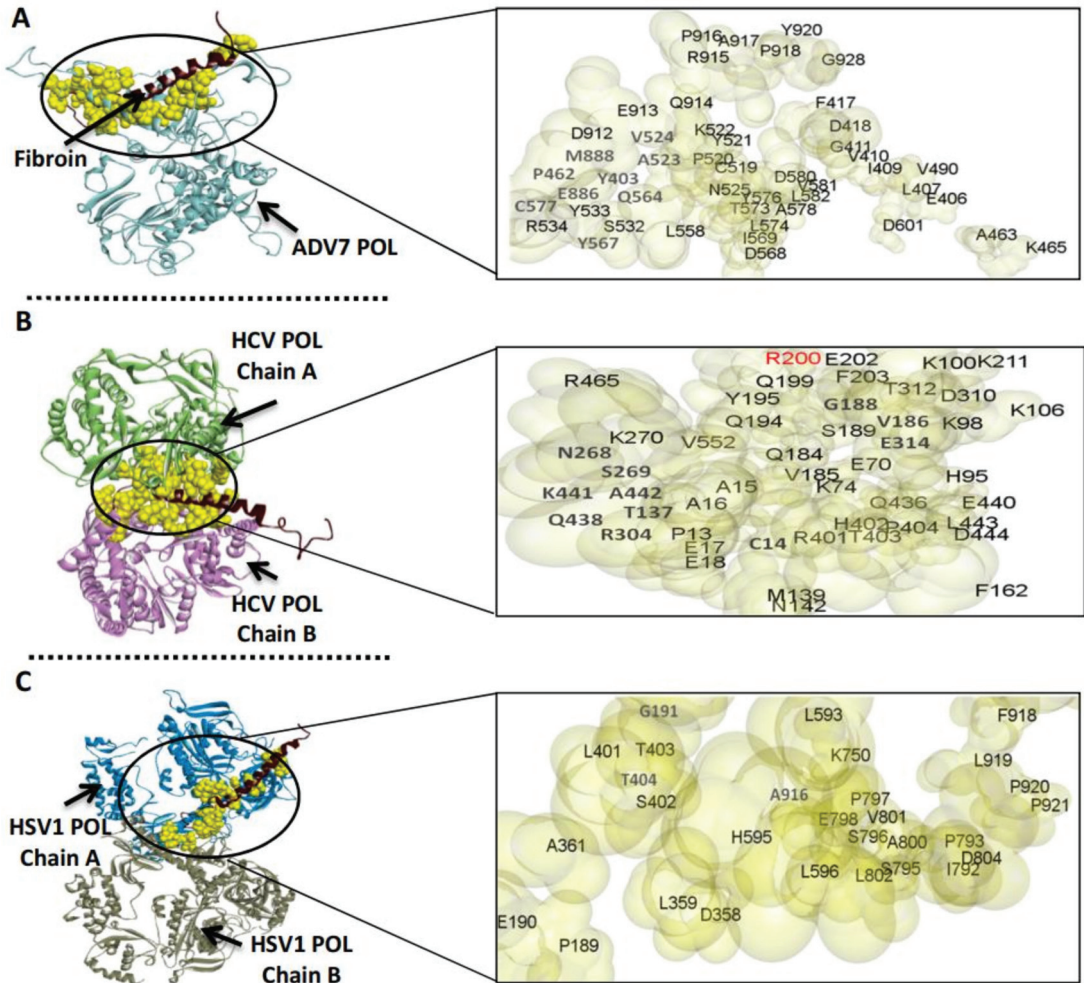 A
Fibroin
ADV7 POL
P916
A917
Y920
R915
P918
G928
E913
Q914
F417
D912
V524
K522
D418
Y521
G411
M888
A523
P520
V410
P462
Y403
C519
I409
V490
E886
Q564
N525
D580
V581
L407
C577
Y533
Y576
L582
E406
R534
S532
T573
A578
L558
L574
D601
Y567
I569
A463
D568
K465
B
HCV POL
Chain A
HCV POL
Chain B
R200
E202
K100
K211
R465
Q199
F203
T312
D310
Y195
G188
K106
K270
V552
Q194
S189
V186
K98
N268
E314
S269
Q184
E70
H95
K441
A442
A15
V185
K74
Q436
E440
Q438
T137
A16
H402
P404
L443
R304
P13
C14
R401
T403
D444
E17
E18
M139
F162
N142
C
HSV1 POL
Chain A
HSV1 POL
Chain B
G191
L593
F918
L401
T403
K750
L919
T404
A916
P797
P920
S402
E798
V801
P921
A361
H595
S796
A800
P793
D804
L596
L802
S795
I792
L359
D358
E190
P189